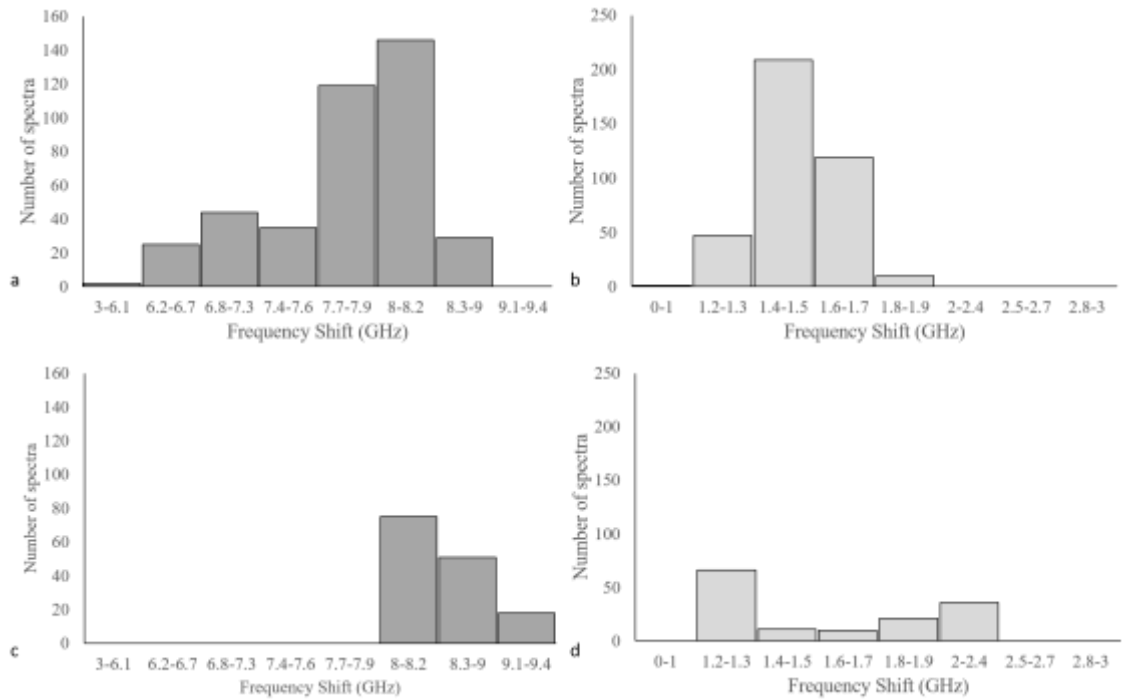 160
140
120
100
80
60
40
20
0
Number of spectra
a
3-6.1 6.2-6.7 6.8-7.3 7.4-7.6 7.7-7.9 8-8.2 8.3-9 9.1-9.4
Frequency Shift (GHz)
250
200
150
100
50
0
Number of spectra
b
0-1 1.2-1.3 1.4-1.5 1.6-1.7 1.8-1.9 2-2.4 2.5-2.7 2.8-3
Frequency Shift (GHz)
160
140
120
100
80
60
40
20
0
Number of spectra
c
3-6.1 6.2-6.7 6.8-7.3 7.4-7.6 7.7-7.9 8-8.2 8.3-9 9.1-9.4
Frequency Shift (GHz)
250
200
150
100
50
0
Number of spectra
d
0-1 1.2-1.3 1.4-1.5 1.6-1.7 1.8-1.9 2-2.4 2.5-2.7 2.8-3
Frequency Shift (GHz)